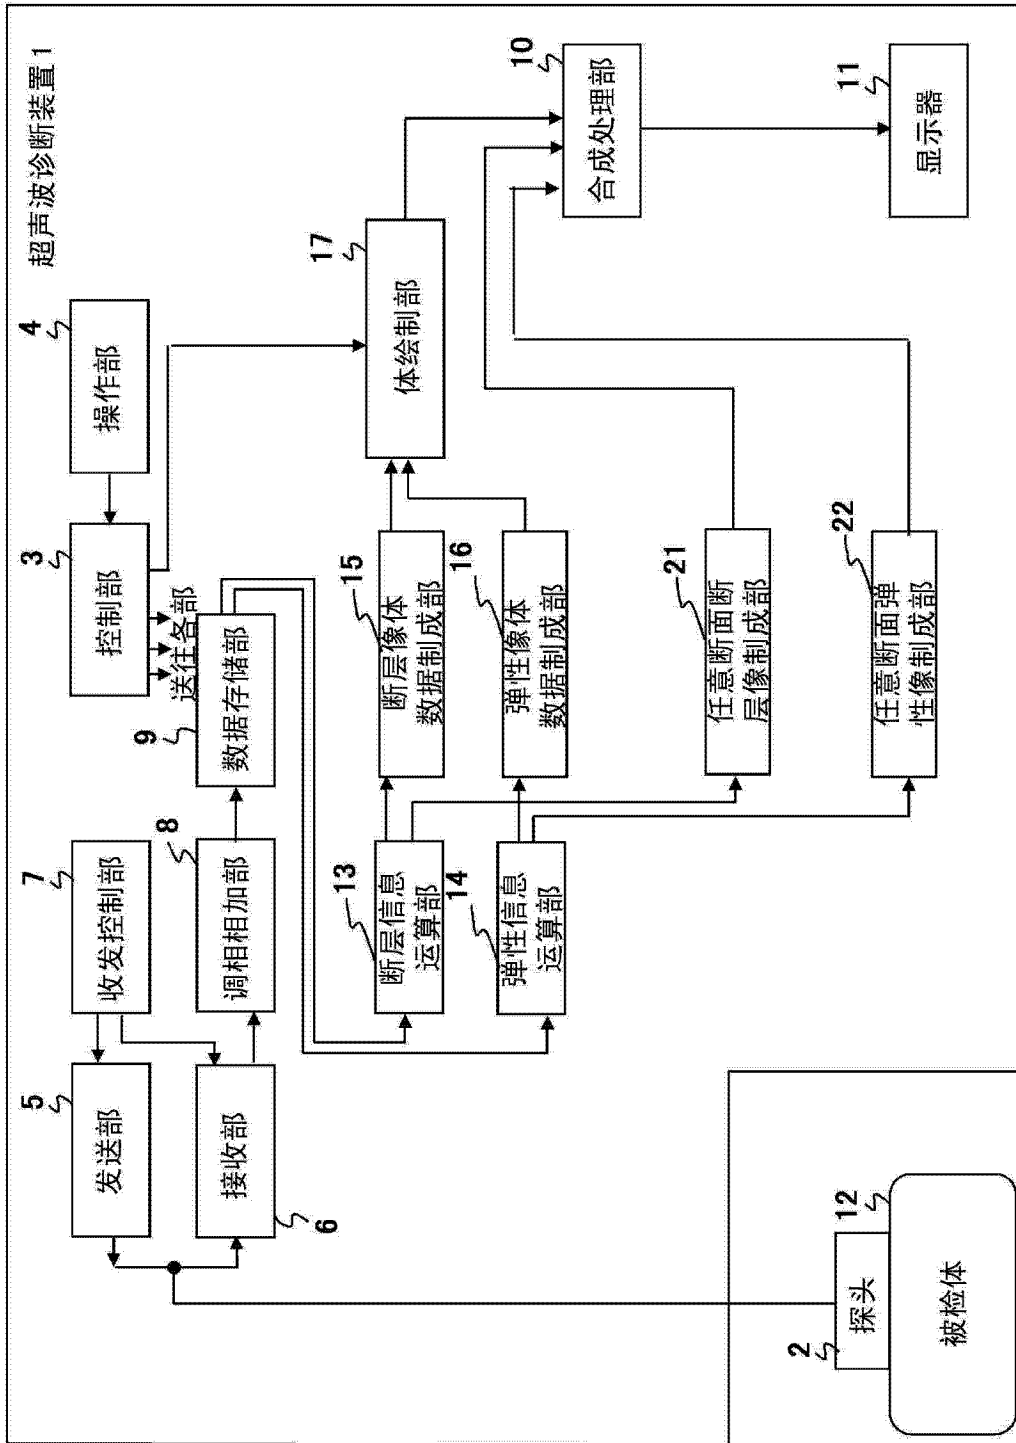 超声波诊断装置1
5
发送部
7
收发控制部
3
控制部
4
操作部
送往各部
6
接收部
8
调相相加部
9
数据存储部
13
断层信息
运算部
15
断层像体
数据制成部
17
体绘制部
10
合成处理部
14
弹性信息
运算部
16
弹性像体
数据制成部
21
任意断面断
层像制成部
22
任意断面弹
性像制成部
11
显示器
2
探头
12
被检体